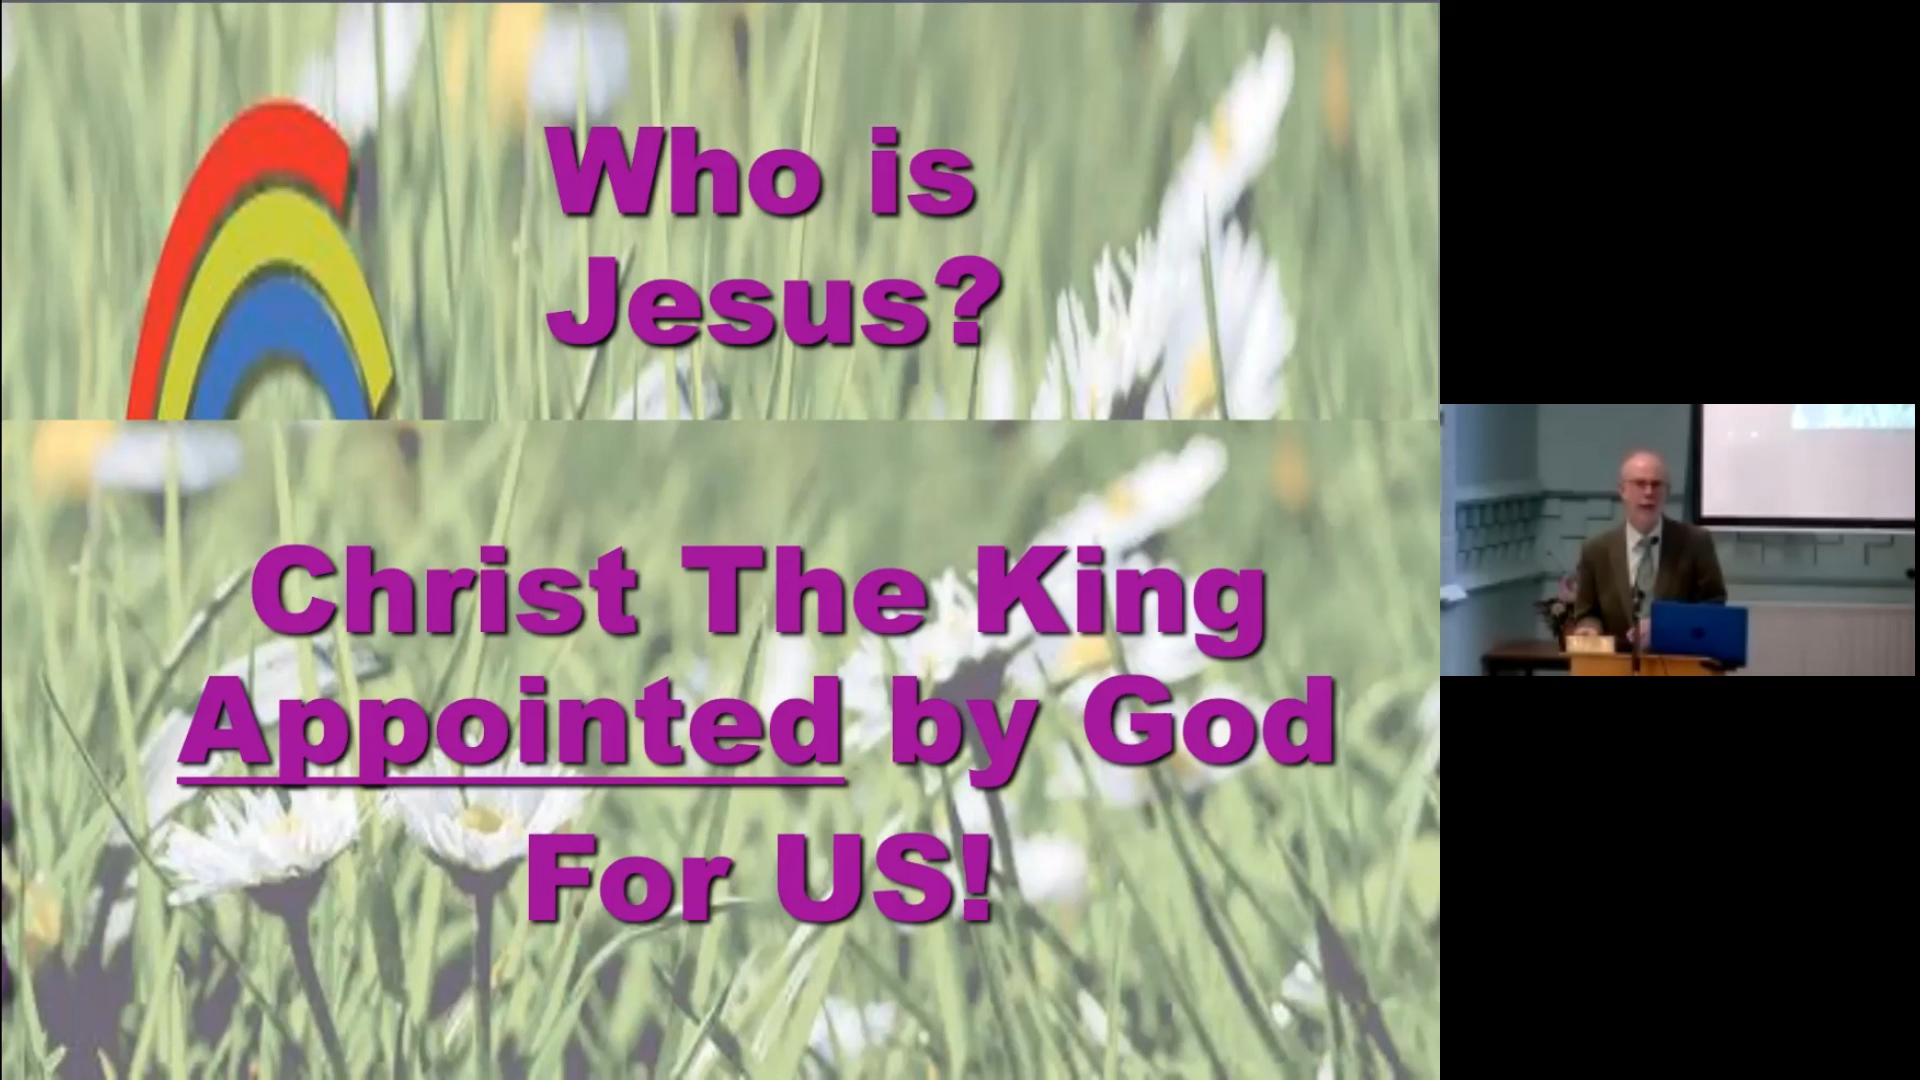 Who is
Jesus?
Christ The King
Appointed by God
For US!